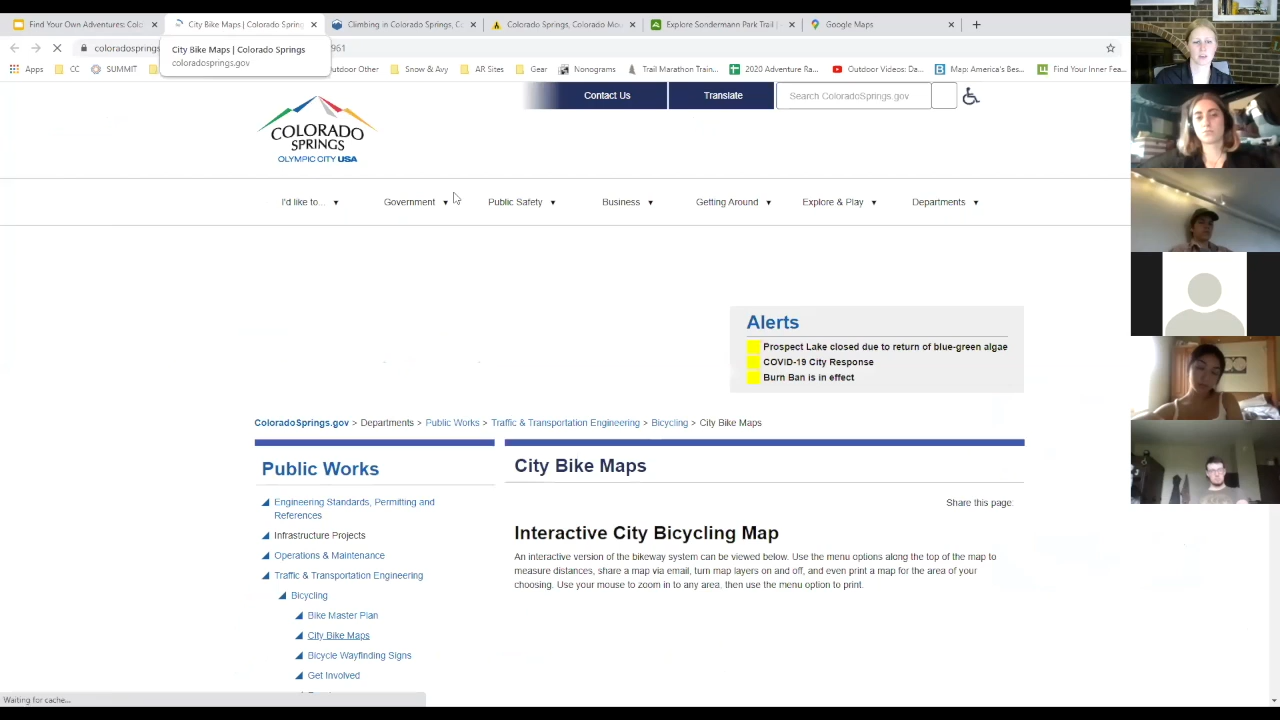 Find Your Own Adventures: Colo
City Bike Maps | Colorado Spring
Climbing in Colorado Springs, C
Colorado Springs, Colorado Mou
Explore Sondermann Park Trail |
Google Maps
coloradosprings
961
City Bike Maps | Colorado Springs
coloradosprings.gov
Apps
CC
SUMMIT
utdoor Other
Snow & Avy
AR Sites
Gear
Nonograms
Trail Marathon Train...
2020 Adventure Ra...
Outdoor Videos: Da...
Map: America's Bes...
Find Your Inner Fea...
Contact Us
Translate
Search ColoradoSprings.gov
COLORADO
SPRINGS
OLYMPIC CITY USA
I'd like to...
Government
Public Safety
Business
Getting Around
Explore & Play
Departments
Alerts
Prospect Lake closed due to return of blue-green algae
COVID-19 City Response
Burn Ban is in effect
ColoradoSprings.gov > Departments > Public Works > Traffic & Transportation Engineering > Bicycling > City Bike Maps
Public Works
Engineering Standards, Permitting and
References
Infrastructure Projects
Operations & Maintenance
Traffic & Transportation Engineering
Bicycling
Bike Master Plan
City Bike Maps
Bicycle Wayfinding Signs
Get Involved
City Bike Maps
Share this page:
Interactive City Bicycling Map
An interactive version of the bikeway system can be viewed below. Use the menu options along the top of the map to
measure distances, share a map via email, turn map layers on and off, and even print a map for the area of your
choosing. Use your mouse to zoom in to any area, then use the menu option to print.
Waiting for cache...